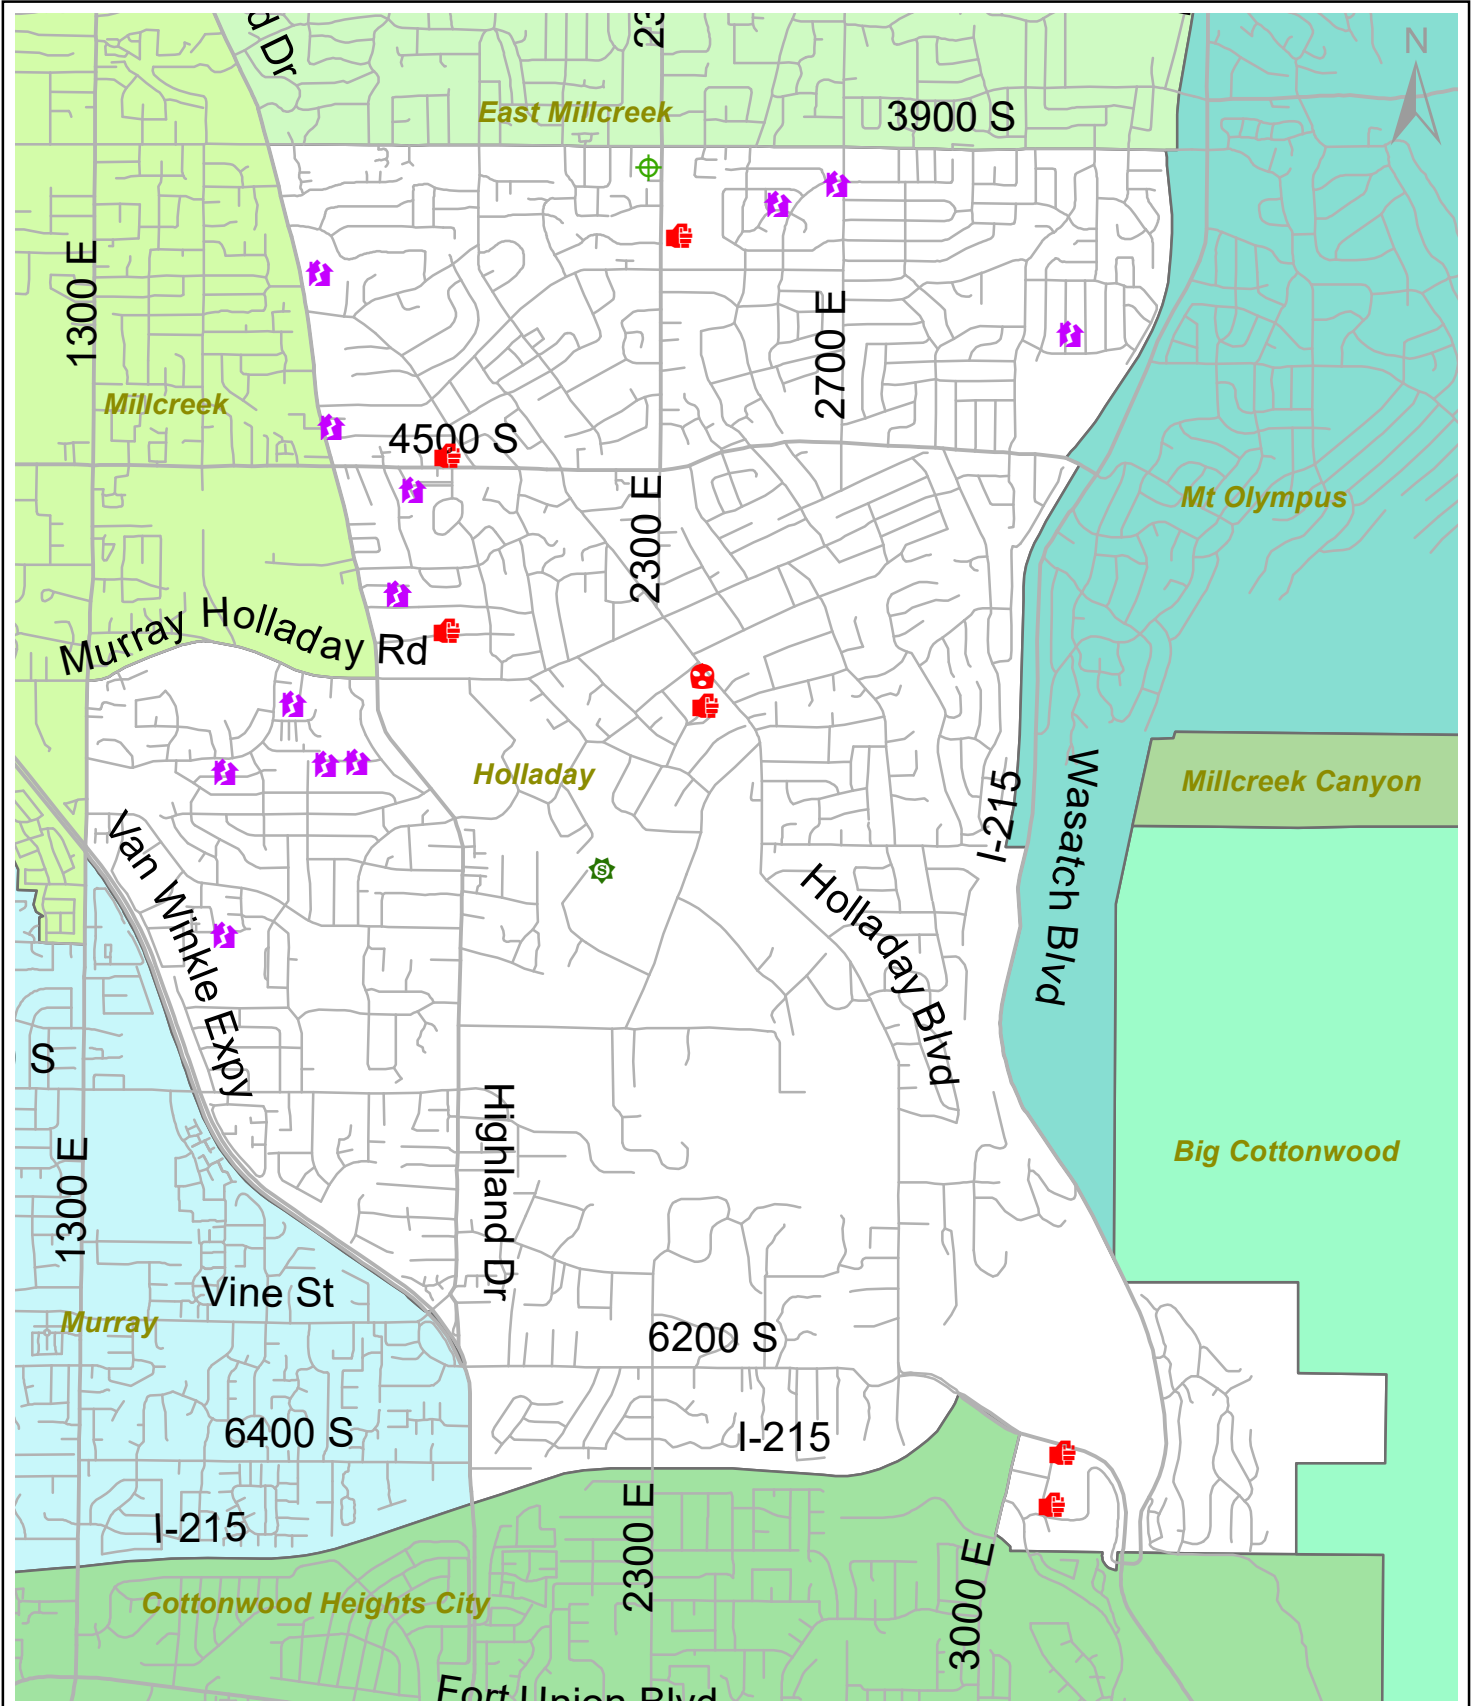 d Dr
23
N
East Millcreek
3900 S
1300 E
2700 E
Millcreek
4500 S
Mt Olympus
2300 E
Murray Holladay Rd
Holladay
Millcreek Canyon
I-215
Wasatch Blvd
Van Winkle Expy
S
Holladay Blvd
S
Highland Dr
1300 E
Big Cottonwood
Vine St
Murray
6200 S
6400 S
I-215
I-215
2300 E
3000 E
Cottonwood Heights City
Fort Union Blvd